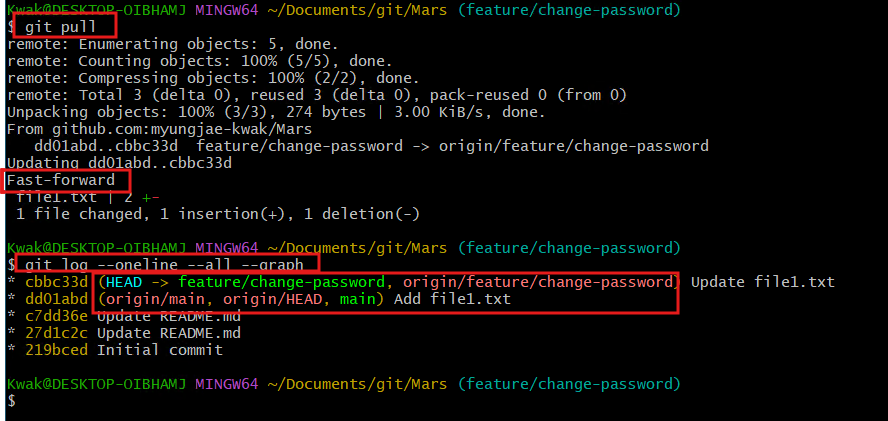 Kwak@DESKTOP-OIBHAMJ MINGW64 ~/Documents/git/Mars (feature/change-password)
$ git pull
remote: Enumerating objects: 5, done.
remote: Counting objects: 100% (5/5), done.
remote: Compressing objects: 100% (2/2), done.
remote: Total 3 (delta 0), reused 3 (delta 0), pack-reused 0 (from 0)
Unpacking objects: 100% (3/3), 274 bytes | 3.00 KiB/s, done.
From github.com:myungjae-kwak/Mars
   dd01abd..cbbc33d  feature/change-password -> origin/feature/change-password
Updating dd01abd..cbbc33d
Fast-forward
 file1.txt | 2 +-
 1 file changed, 1 insertion(+), 1 deletion(-)
Kwak@DESKTOP-OIBHAMJ MINGW64 ~/Documents/git/Mars (feature/change-password)
$ git log --oneline --all --graph
* cbbc33d (HEAD -> feature/change-password, origin/feature/change-password) Update file1.txt
* dd01abd (origin/main, origin/HEAD, main) Add file1.txt
* c7dd36e Update README.md
* 27d1c2c Update README.md
* 219bced Initial commit
Kwak@DESKTOP-OIBHAMJ MINGW64 ~/Documents/git/Mars (feature/change-password)
$